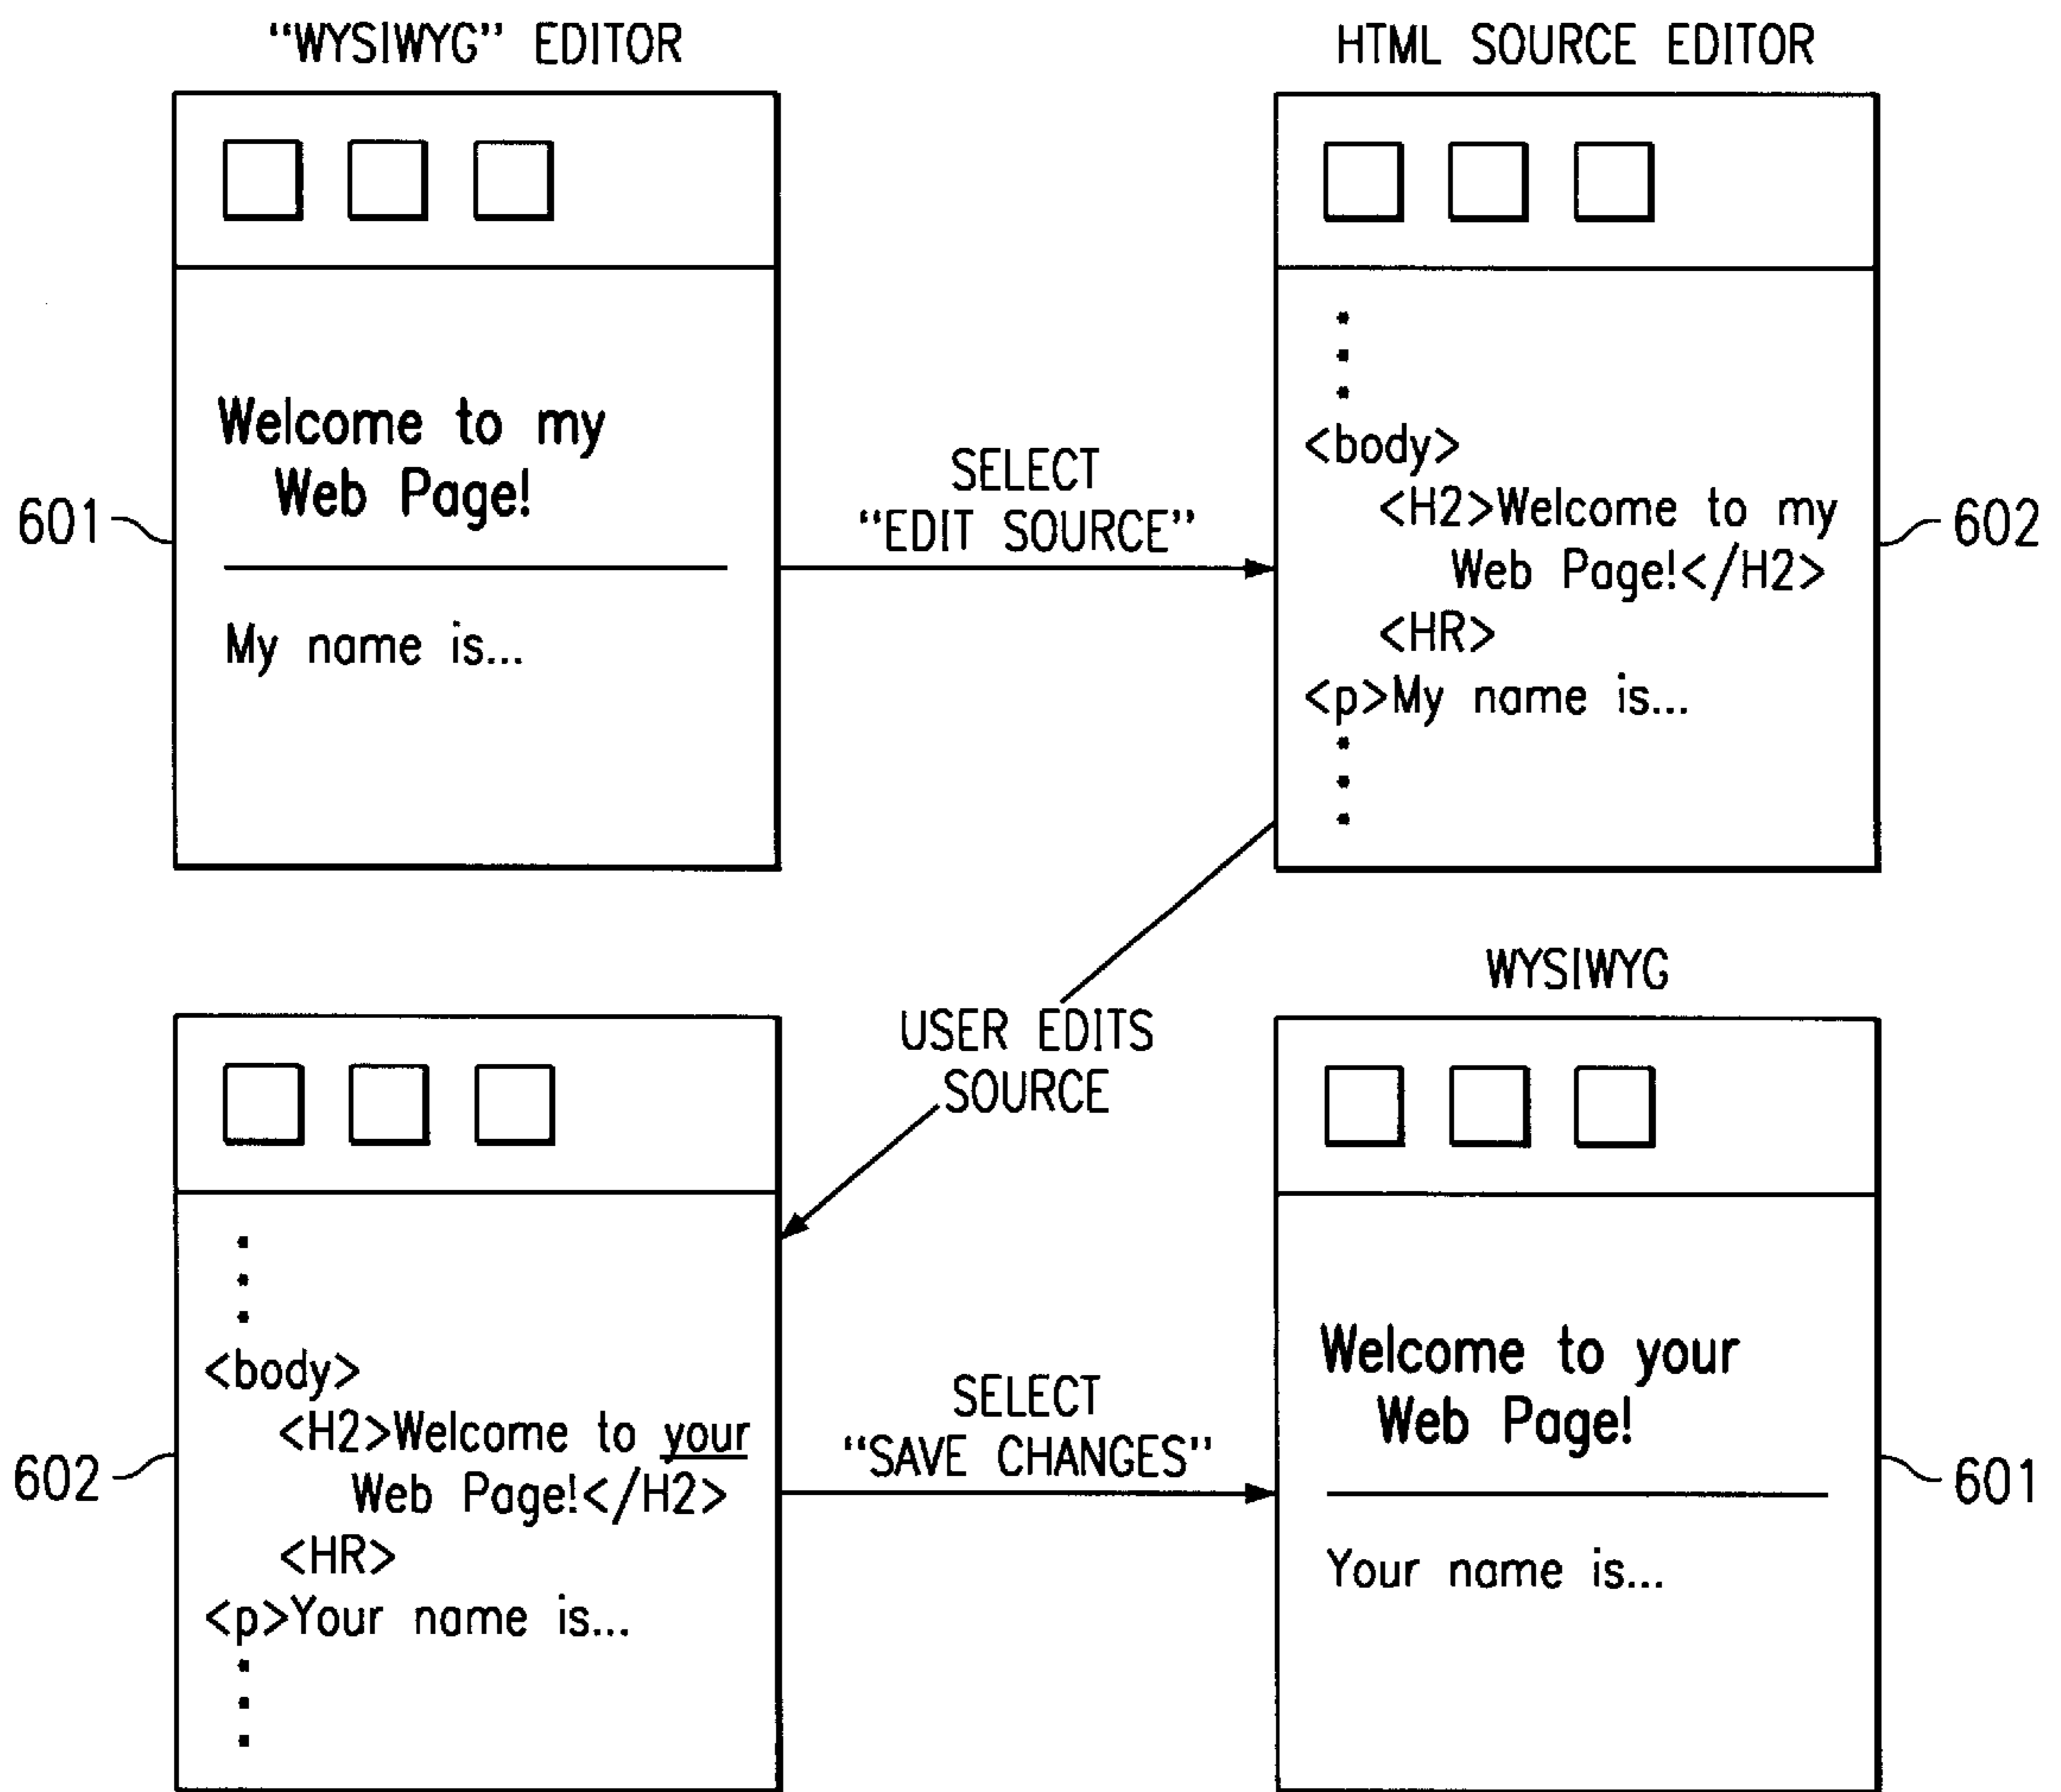 “WYSIWYG” EDITOR
Welcome to my
Web Page!
My name is...
601
SELECT
“EDIT SOURCE”
HTML SOURCE EDITOR
<body>
<H2>Welcome to my
Web Page!</H2>
<HR>
<p>My name is...
602
USER EDITS
SOURCE
<body>
<H2>Welcome to your
Web Page!</H2>
<HR>
<p>Your name is...
602
SELECT
“SAVE CHANGES”
WYSIWYG
Welcome to your
Web Page!
Your name is...
601